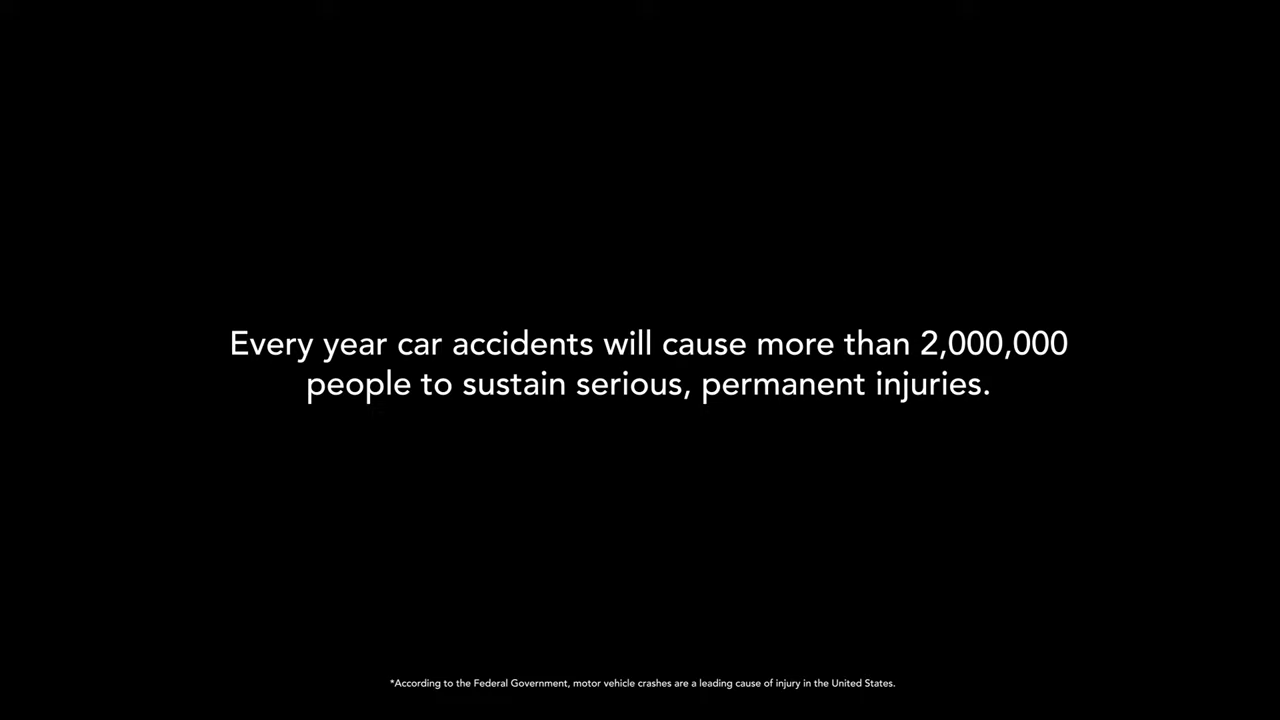 Every year car accidents will cause more than 2,000,000
people to sustain serious, permanent injuries.
*According to the Federal Government, motor vehicle crashes are a leading cause of injury in the United States.